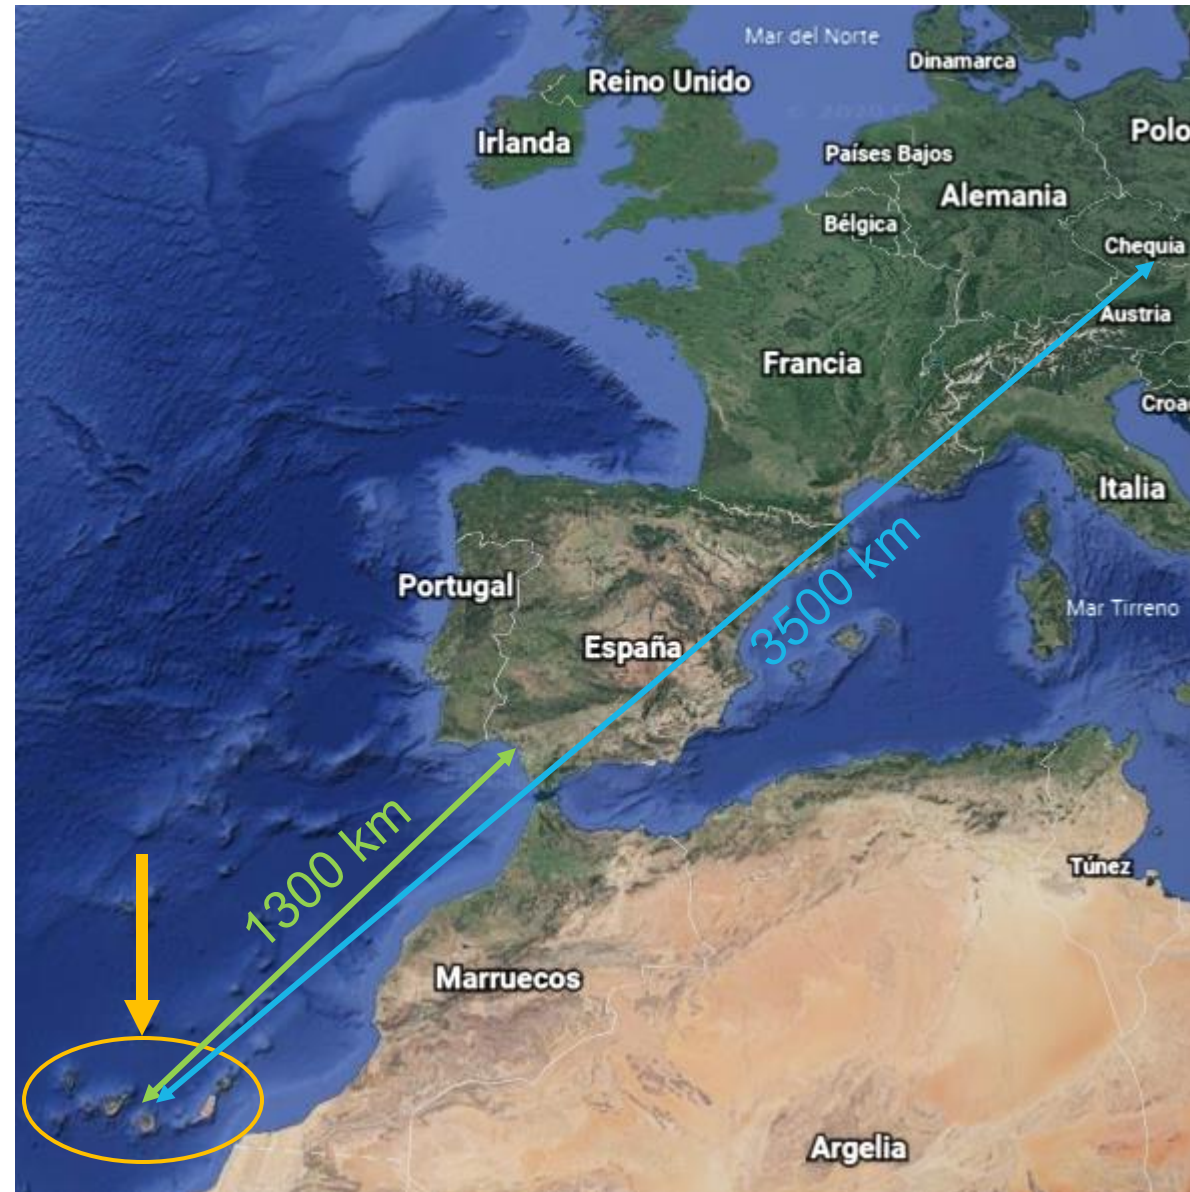 Mar del Norte
Dinamarca
Reino Unido
Irlanda
Polo
Países Bajos
Alemania
Bélgica
Chequia
Austria
Francia
Croa
Italia
Portugal
3500 km
Mar Tirreno
España
1300 km
Túnez
Marruecos
Argelia